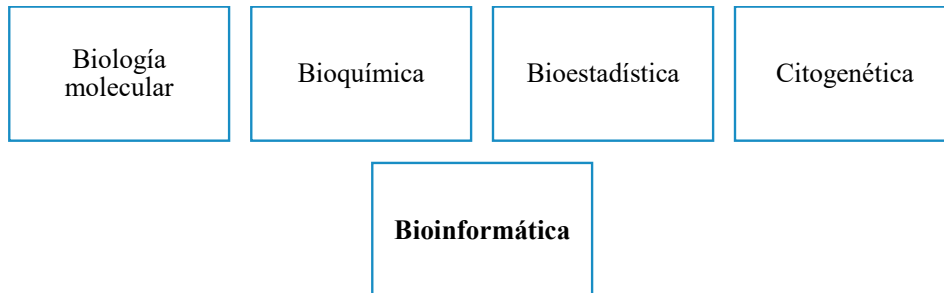 Biología
molecular
Bioquímica
Bioestadística
Citogenética
Bioinformática